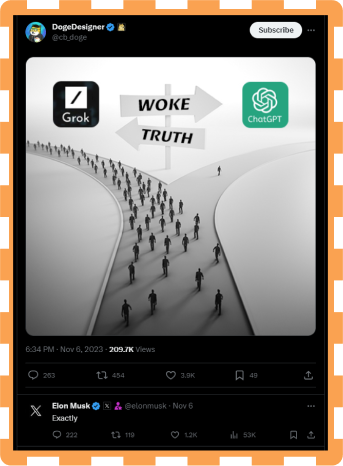 DogeDesigner
@cb_doge
Subscribe
WOKE
TRUTH
Grok
ChatGPT
6:34 PM · Nov 6, 2023 · 209.7K Views
263 454 3.9K 49
Elon Musk @elonmusk · Nov 6
Exactly
222 119 1.2K 53K